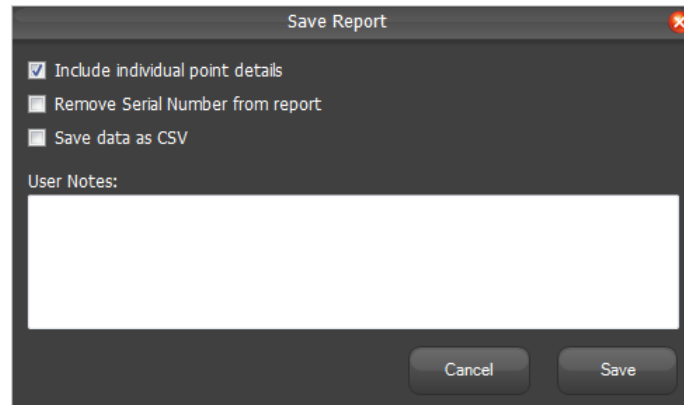 Save Report
Include individual point details
Remove Serial Number from report
Save data as CSV
User Notes:
Cancel
Save